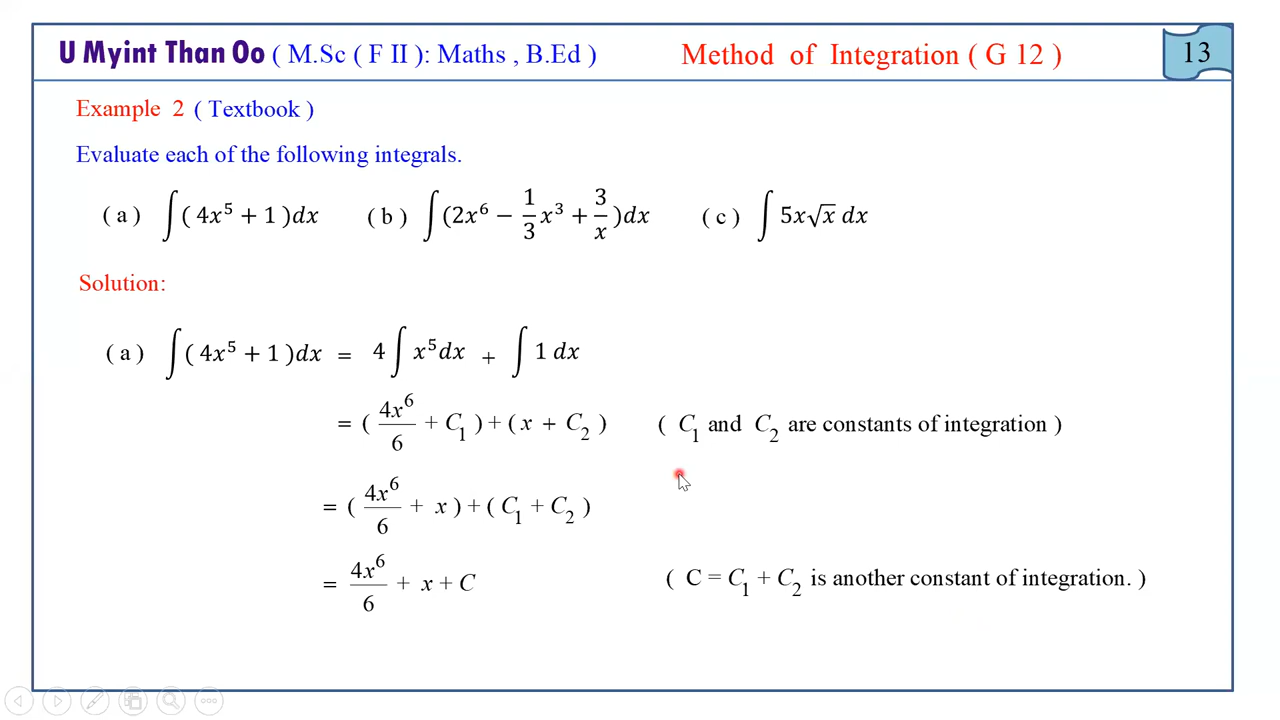 U Myint Than Oo ( M.Sc ( F II ): Maths , B.Ed )
Method of Integration ( G 12 )
13
Example 2 ( Textbook )
Evaluate each of the following integrals.
( a ) ∫( 4x⁵ + 1 )dx ( b ) ∫(2x⁶ − 1/3 x³ + 3/x)dx ( c ) ∫ 5x√x dx
Solution:
( a ) ∫( 4x⁵ + 1 )dx = 4∫ x⁵dx + ∫ 1 dx
= ( 4x⁶/6 + C₁ ) + ( x + C₂ ) ( C₁ and C₂ are constants of integration )
= ( 4x⁶/6 + x ) + ( C₁ + C₂ )
= 4x⁶/6 + x + C ( C = C₁ + C₂ is another constant of integration. )